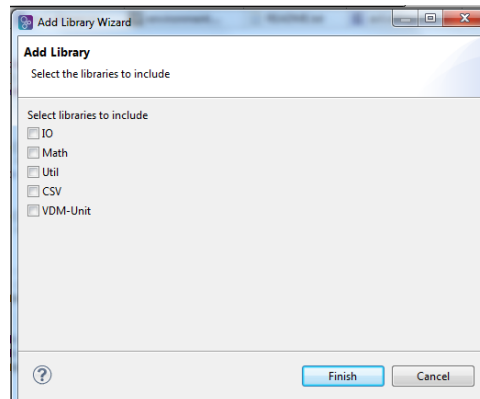 Add Library Wizard
Add Library
Select the libraries to include
Select libraries to include
IO
Math
Util
CSV
VDM-Unit
?
Finish
Cancel